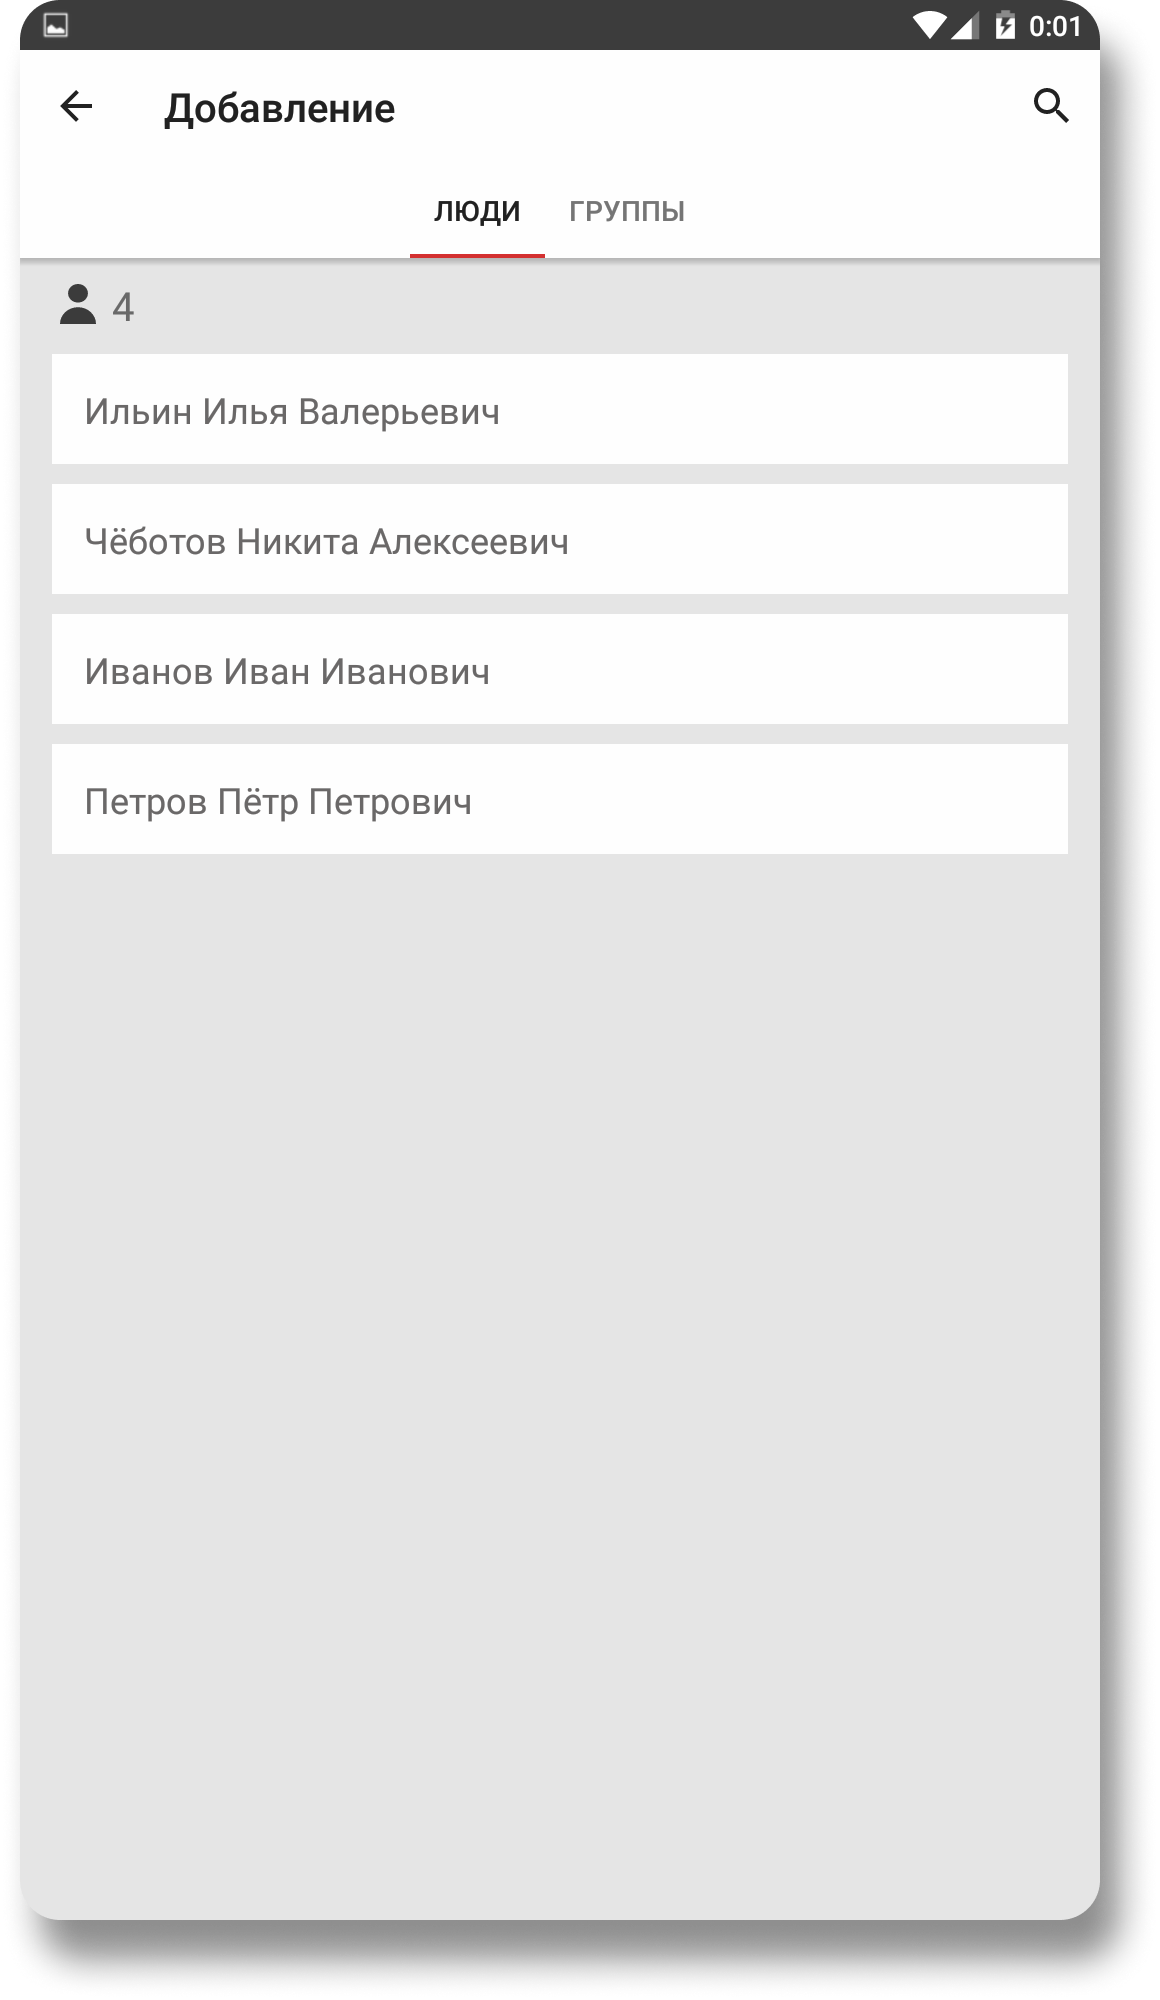 0:01
Добавление
ЛЮДИ ГРУППЫ
4
Ильин Илья Валерьевич
Чёботов Никита Алексеевич
Иванов Иван Иванович
Петров Пётр Петрович